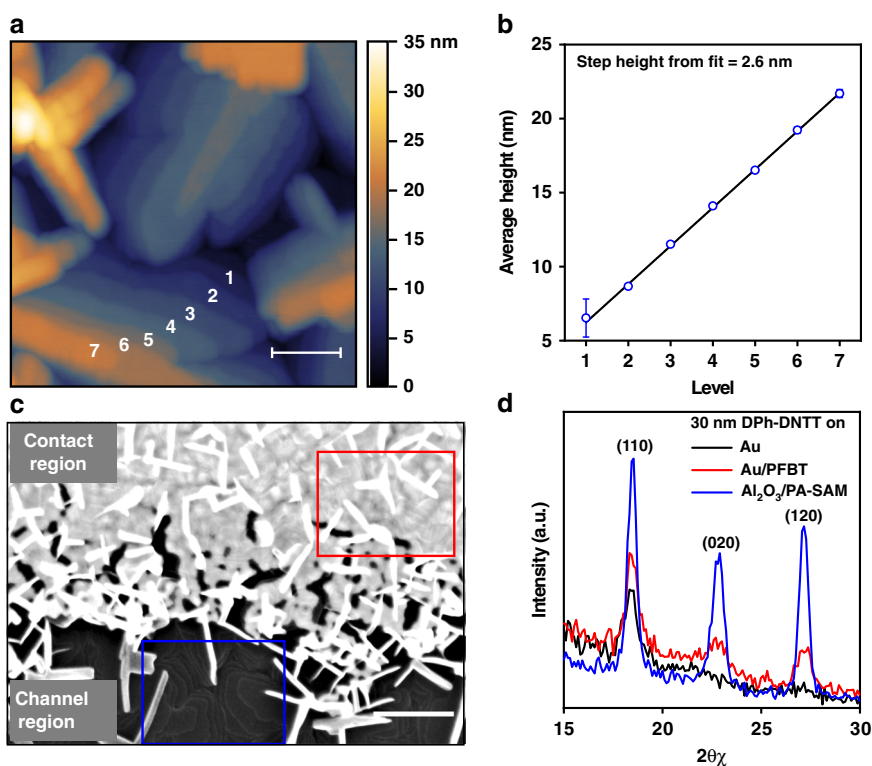 a
35 nm
30
25
20
15
10
5
0
1
2
3
4
5
6
7
b
Step height from fit = 2.6 nm
Average height (nm)
25
20
15
10
5
1 2 3 4 5 6 7
Level
c
Contact
region
Channel
region
d
30 nm DPh-DNTT on
Au
Au/PFBT
Al₂O₃/PA-SAM
(110)
(020)
(120)
Intensity (a.u.)
15 20 25 30
2θχ